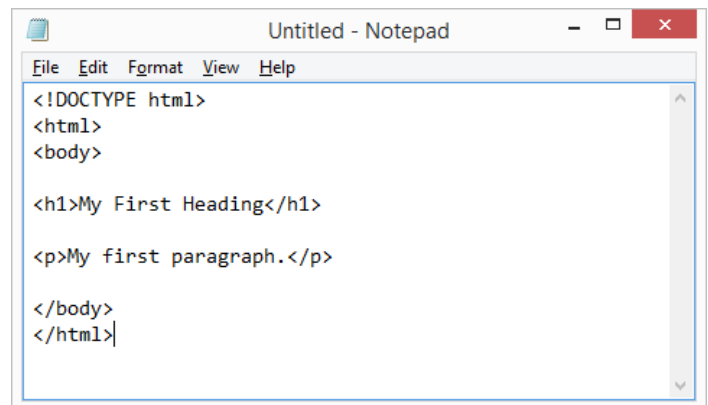 Untitled - Notepad
File Edit Format View Help
<!DOCTYPE html>
<html>
<body>
<h1>My First Heading</h1>
<p>My first paragraph.</p>
</body>
</html>